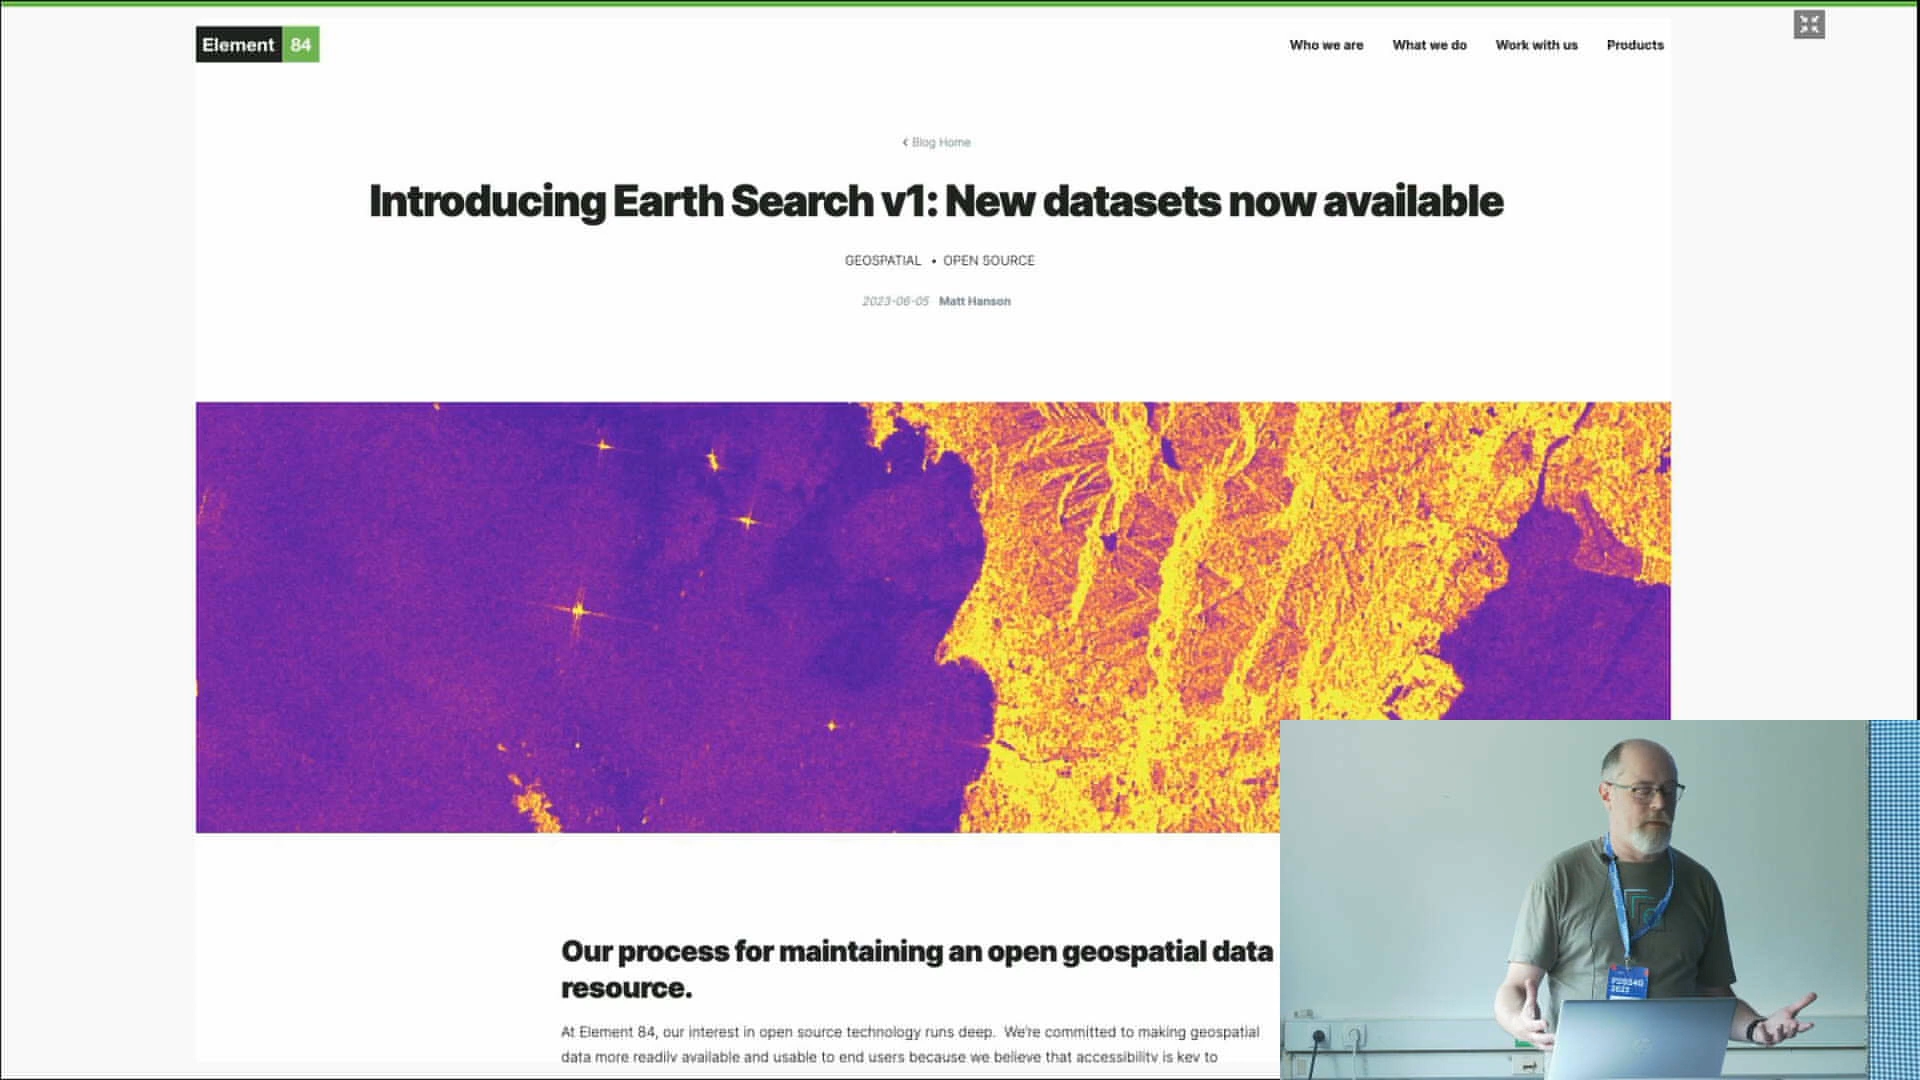 Element 84
Who we are What we do Work with us Products
Blog Home
Introducing Earth Search v1: New datasets now available
GEOSPATIAL • OPEN SOURCE
2023-06-05 Matt Hanson
Our process for maintaining an open geospatial data
resource.
At Element 84, our interest in open source technology runs deep. We're committed to making geospatial
data more readily available and usable to end users because we believe that accessibility is key to
FOSS4G
2023